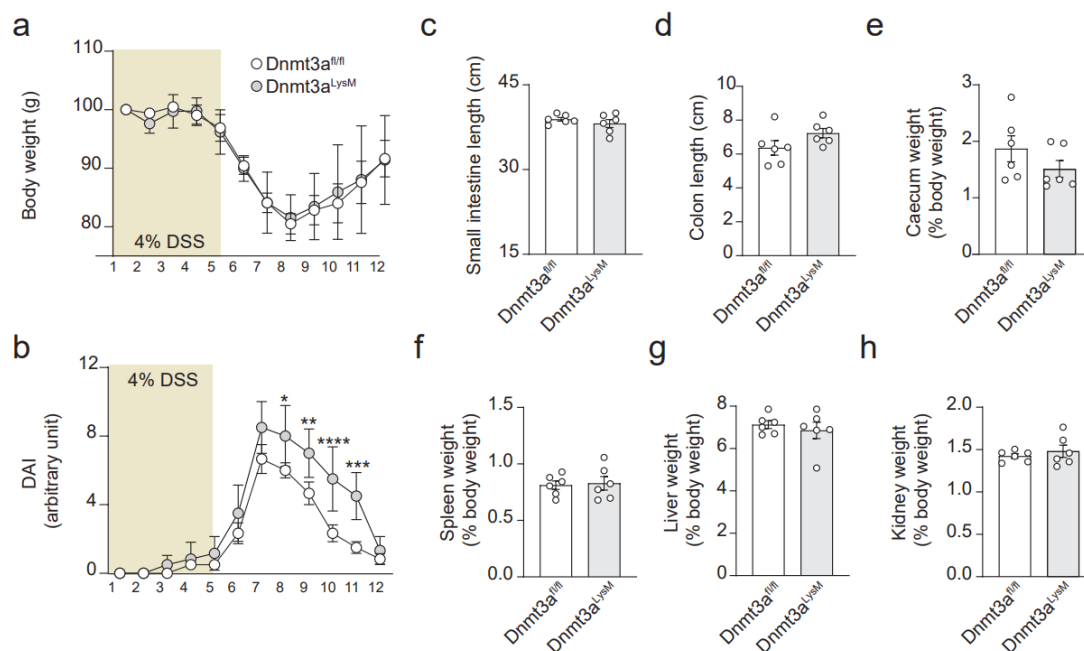 a
110
100
90
80
Body weight (g)
Dnmt3a^fl/fl
Dnmt3a^LysM
4% DSS
1 2 3 4 5 6 7 8 9 10 11 12
b
12
8
4
0
DAI
(arbitrary unit)
4% DSS
*
**
****
***
1 2 3 4 5 6 7 8 9 10 11 12
c
45
30
15
Small intestine length (cm)
Dnmt3a^fl/fl
Dnmt3a^LysM
d
10
8
6
4
2
0
Colon length (cm)
Dnmt3a^fl/fl
Dnmt3a^LysM
e
3
2
1
0
Caecum weight
(% body weight)
Dnmt3a^fl/fl
Dnmt3a^LysM
f
1.5
1.0
0.5
0.0
Spleen weight
(% body weight)
Dnmt3a^fl/fl
Dnmt3a^LysM
g
8
6
4
2
0
Liver weight
(% body weight)
Dnmt3a^fl/fl
Dnmt3a^LysM
h
2.0
1.5
1.0
0.5
0.0
Kidney weight
(% body weight)
Dnmt3a^fl/fl
Dnmt3a^LysM